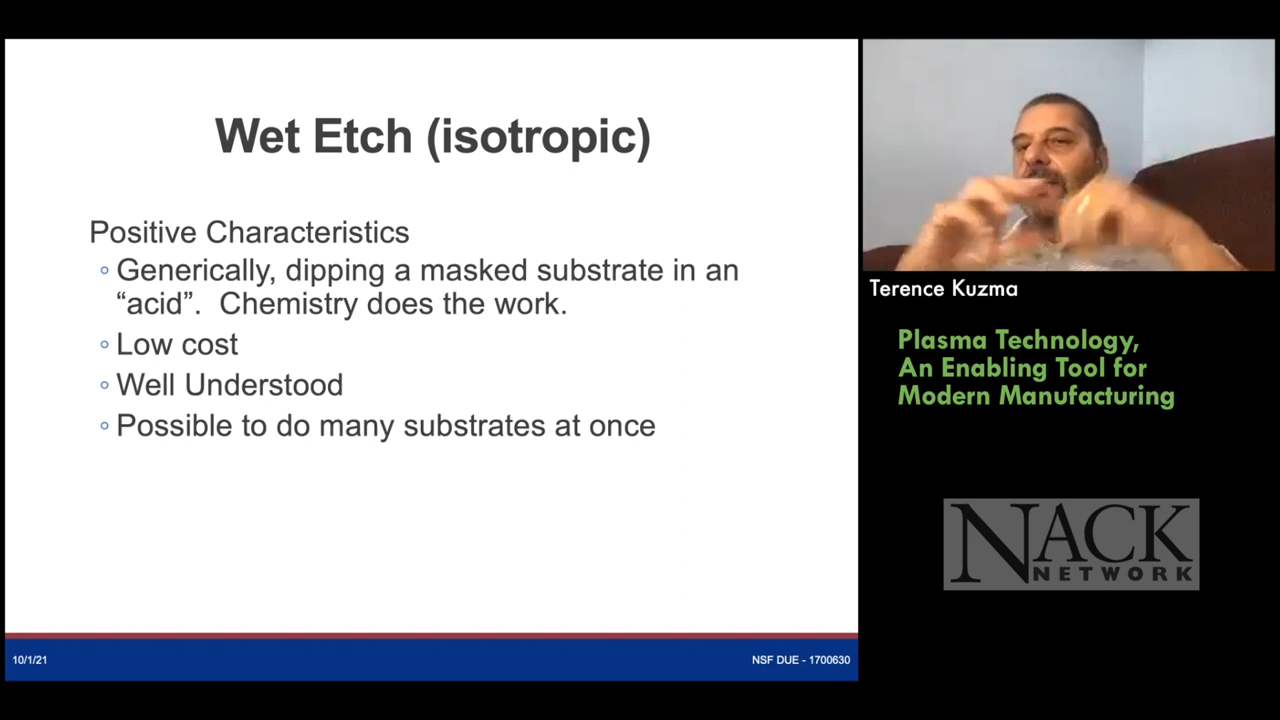 Wet Etch (isotropic)
Positive Characteristics
◦ Generically, dipping a masked substrate in an
“acid”.  Chemistry does the work.
◦ Low cost
◦ Well Understood
◦ Possible to do many substrates at once
10/1/21
NSF DUE - 1700630
Terence Kuzma
Plasma Technology,
An Enabling Tool for
Modern Manufacturing
NACK
NETWORK